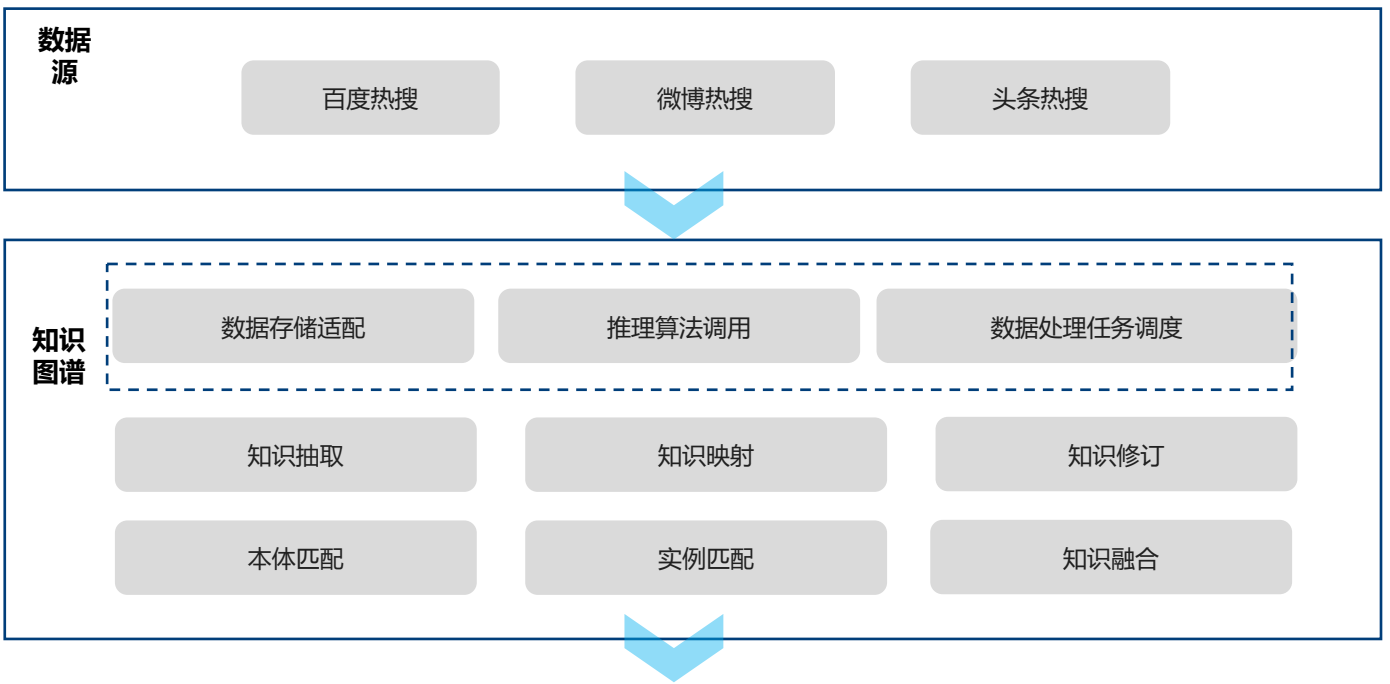 数据
源
百度热搜
微博热搜
头条热搜
知识
图谱
数据存储适配
推理算法调用
数据处理任务调度
知识抽取
知识映射
知识修订
本体匹配
实例匹配
知识融合